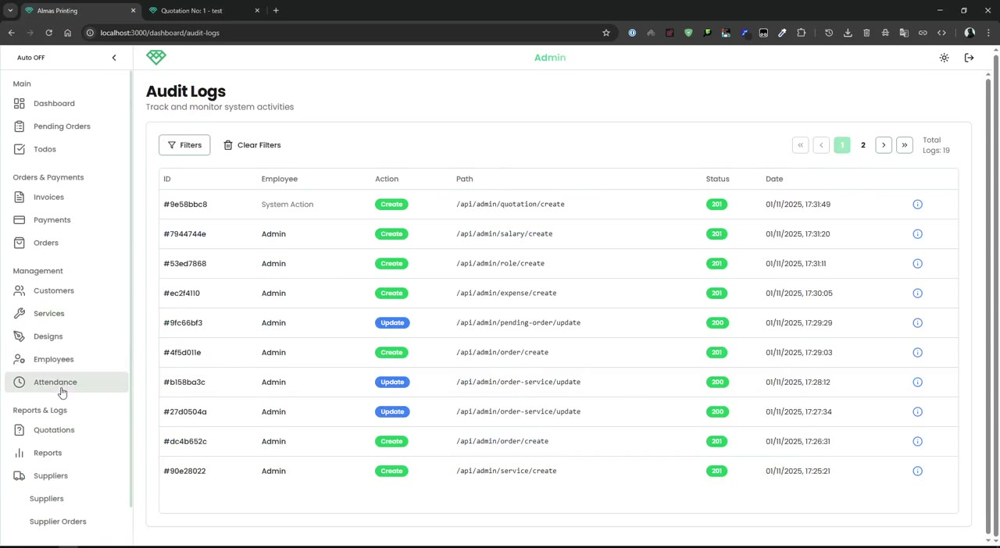 Almas Printing
Quotation No: 1 - test
localhost:3000/dashboard/audit-logs
Auto OFF
Admin
Main
Dashboard
Pending Orders
Todos
Orders & Payments
Invoices
Payments
Orders
Management
Customers
Services
Designs
Employees
Attendance
Reports & Logs
Quotations
Reports
Suppliers
Suppliers
Supplier Orders
Audit Logs
Track and monitor system activities
Filters
Clear Filters
1
2
Total
Logs: 19
ID Employee Action Path Status Date
#9e58bbc8 System Action Create /api/admin/quotation/create 201 01/11/2025, 17:31:49
#7944744e Admin Create /api/admin/salary/create 201 01/11/2025, 17:31:20
#53ed7868 Admin Create /api/admin/role/create 201 01/11/2025, 17:31:11
#ec2f4110 Admin Create /api/admin/expense/create 201 01/11/2025, 17:30:05
#9fc66bf3 Admin Update /api/admin/pending-order/update 200 01/11/2025, 17:29:29
#4f5d011e Admin Create /api/admin/order/create 201 01/11/2025, 17:29:03
#b158ba3c Admin Update /api/admin/order-service/update 200 01/11/2025, 17:28:12
#27d0504a Admin Update /api/admin/order-service/update 200 01/11/2025, 17:27:34
#dc4b652c Admin Create /api/admin/order/create 201 01/11/2025, 17:26:31
#90e28022 Admin Create /api/admin/service/create 201 01/11/2025, 17:25:21